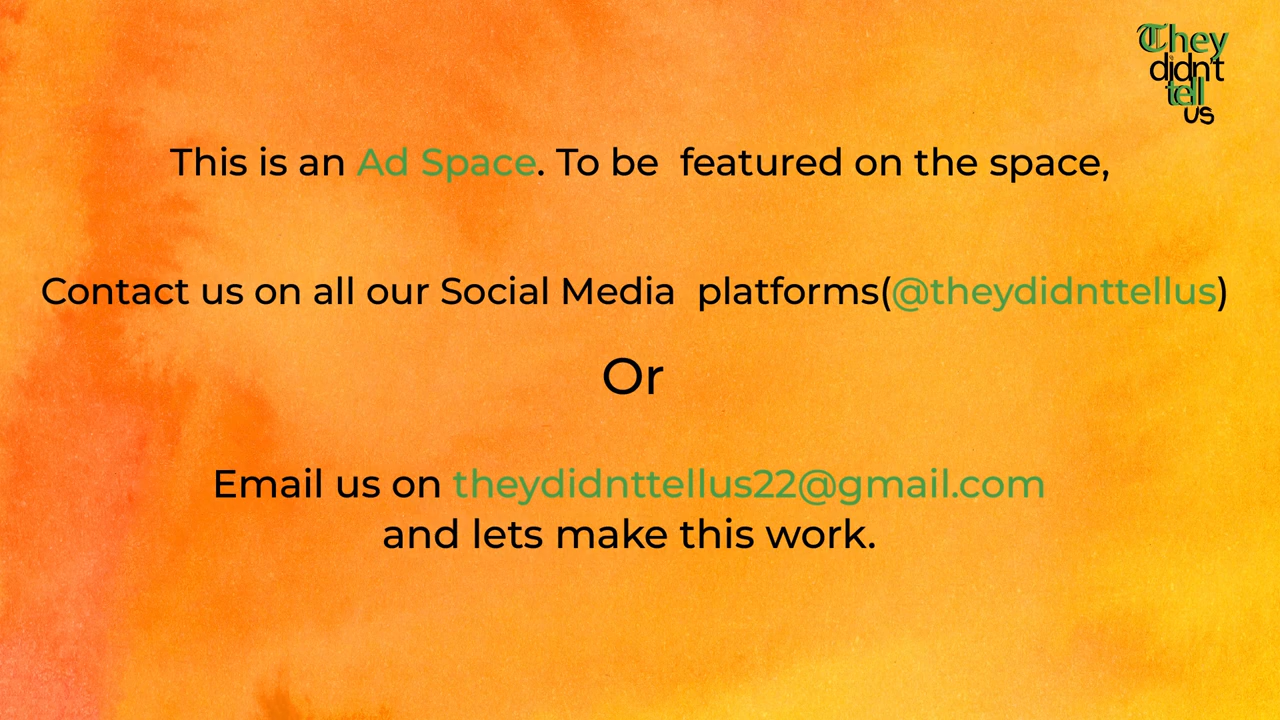 They
didn't
tell
us
This is an Ad Space. To be  featured on the space,
Contact us on all our Social Media  platforms(@theydidnttellus)
Or
Email us on theydidnttellus22@gmail.com
and lets make this work.